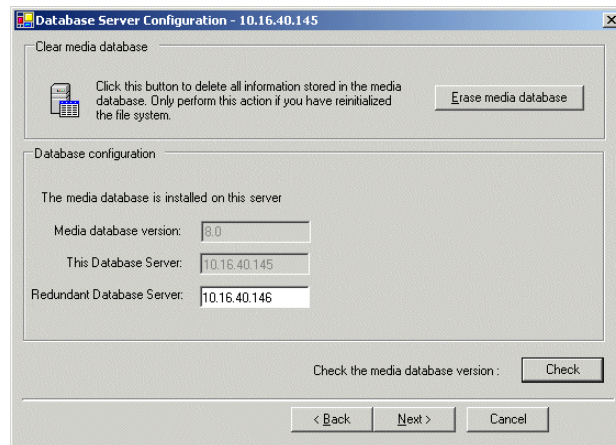 Database Server Configuration - 10.16.40.145
Clear media database
Click this button to delete all information stored in the media
database. Only perform this action if you have reinitialized
the file system.
Erase media database
Database configuration
The media database is installed on this server
Media database version: 8.0
This Database Server: 10.16.40.145
Redundant Database Server: 10.16.40.146
Check the media database version : Check
< Back Next > Cancel